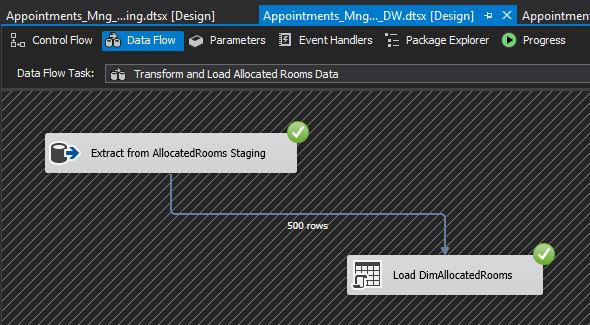 Appointments_Mng_...ing.dtsx [Design]
Appointments_Mng..._DW.dtsx [Design]
Appointments_Mn
Control Flow
Data Flow
Parameters
Event Handlers
Package Explorer
Progress
Data Flow Task:
Transform and Load Allocated Rooms Data
Extract from AllocatedRooms Staging
500 rows
Load DimAllocatedRooms